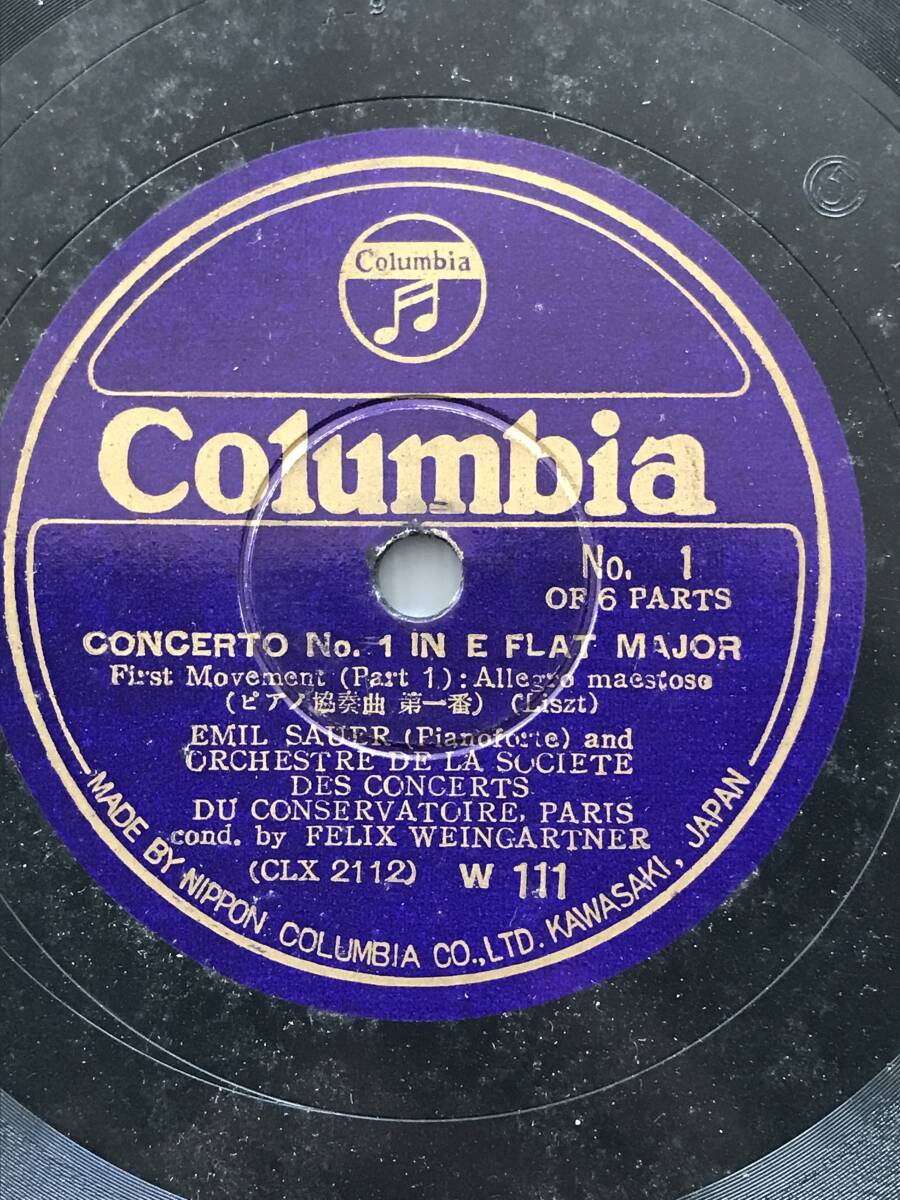 A-9
C5
Columbia
Columbia
No. 1
OF 6 PARTS
CONCERTO No. 1 IN E FLAT MAJOR
First Movement (Part 1): Allegro maestoso
(ピアノ協奏曲 第一番) (Liszt)
EMIL SAUER (Pianoforte) and
ORCHESTRE DE LA SOCIETE
DES CONCERTS
DU CONSERVATOIRE, PARIS
cond. by FELIX WEINGARTNER
(CLX 2112) W 111
MADE BY NIPPON COLUMBIA CO., LTD. KAWASAKI, JAPAN